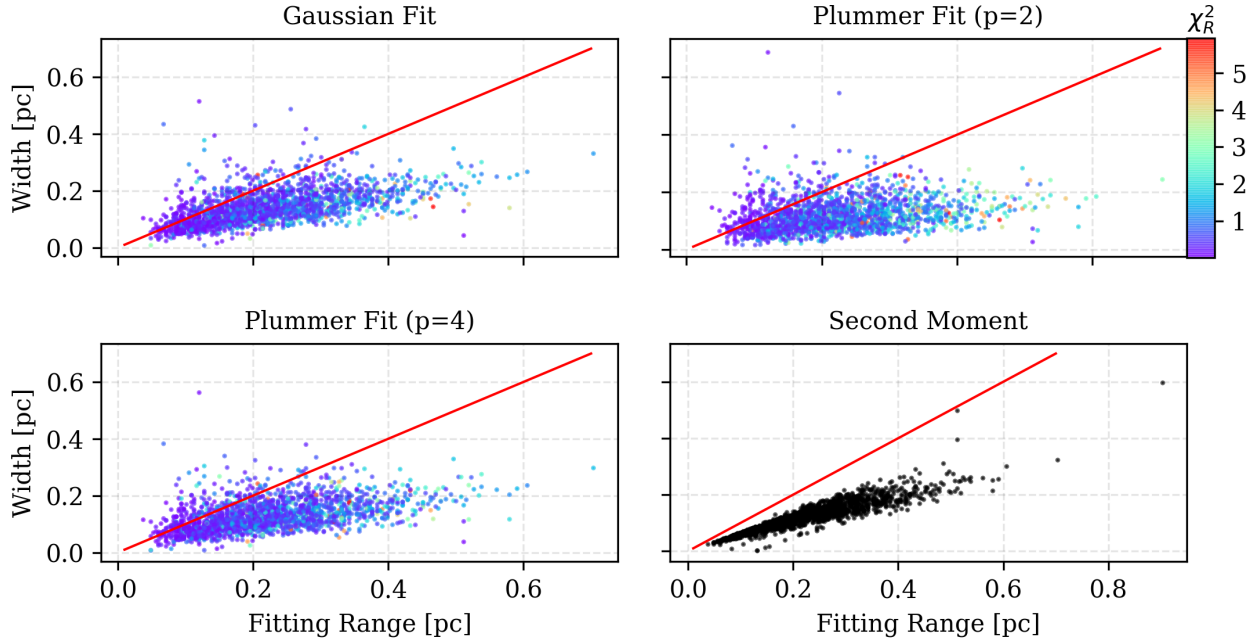 Gaussian Fit
Plummer Fit (p=2)
χ²_R
Width [pc]
0.6
0.4
0.2
0.0
5
4
3
2
1
Plummer Fit (p=4)
Second Moment
Width [pc]
0.6
0.4
0.2
0.0
0.0 0.2 0.4 0.6
0.0 0.2 0.4 0.6 0.8
Fitting Range [pc]
Fitting Range [pc]